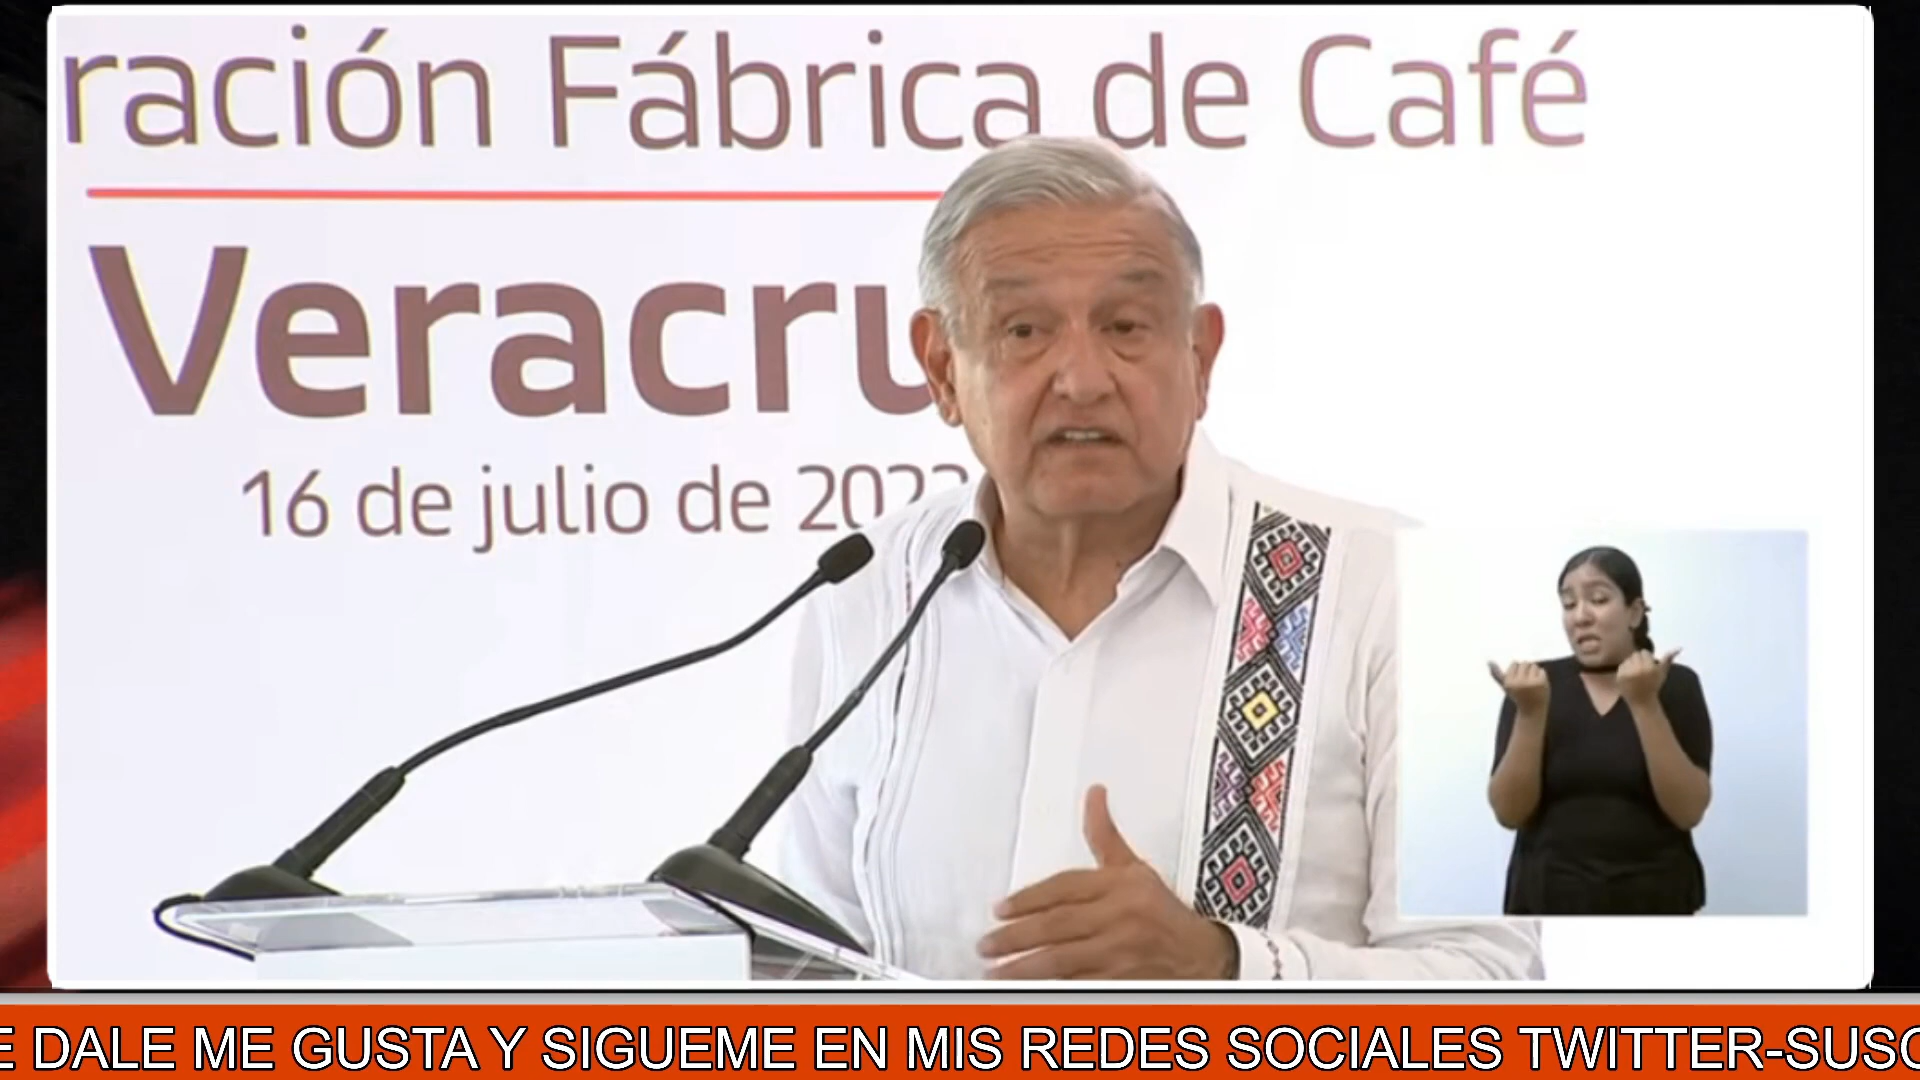 ración Fábrica de Café
Veracru
16 de julio de 2022
E DALE ME GUSTA Y SIGUEME EN MIS REDES SOCIALES TWITTER-SUSC